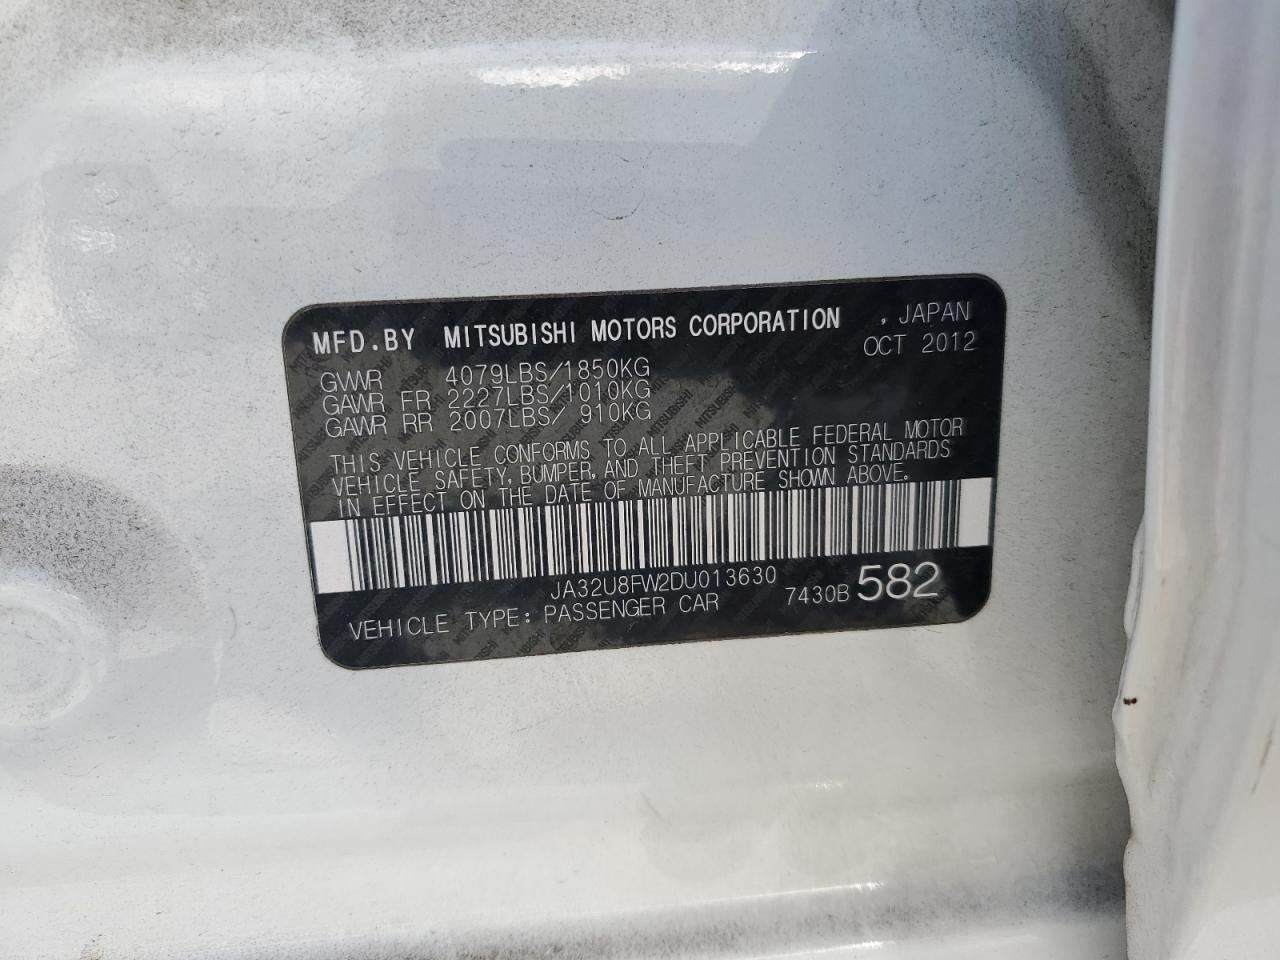 MFD.BY MITSUBISHI MOTORS CORPORATION , JAPAN
OCT 2012
GVWR 4079LBS/1850KG
GAWR FR 2227LBS/1010KG
GAWR RR 2007LBS/ 910KG
THIS VEHICLE CONFORMS TO ALL APPLICABLE FEDERAL MOTOR
VEHICLE SAFETY, BUMPER, AND THEFT PREVENTION STANDARDS
IN EFFECT ON THE DATE OF MANUFACTURE SHOWN ABOVE.
JA32U8FW2DU013630 7430B 582
VEHICLE TYPE: PASSENGER CAR